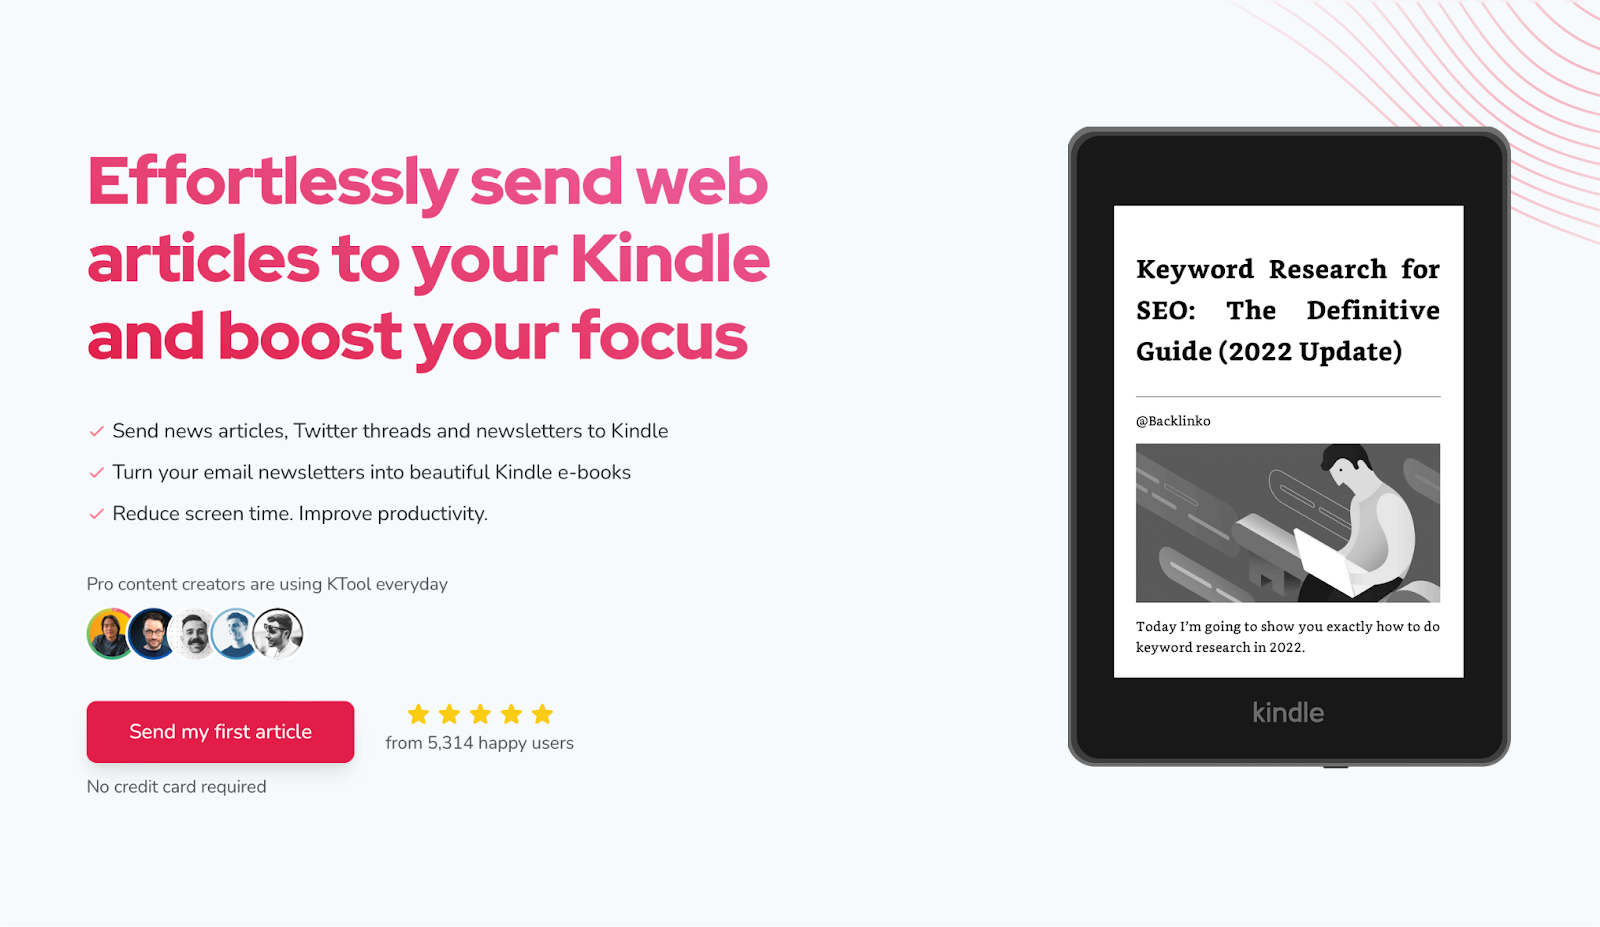 Effortlessly send web
articles to your Kindle
and boost your focus
Send news articles, Twitter threads and newsletters to Kindle
Turn your email newsletters into beautiful Kindle e-books
Reduce screen time. Improve productivity.
Pro content creators are using KTool everyday
Send my first article
from 5,314 happy users
No credit card required
Keyword Research for
SEO: The Definitive
Guide (2022 Update)
@Backlinko
Today I'm going to show you exactly how to do
keyword research in 2022.
kindle